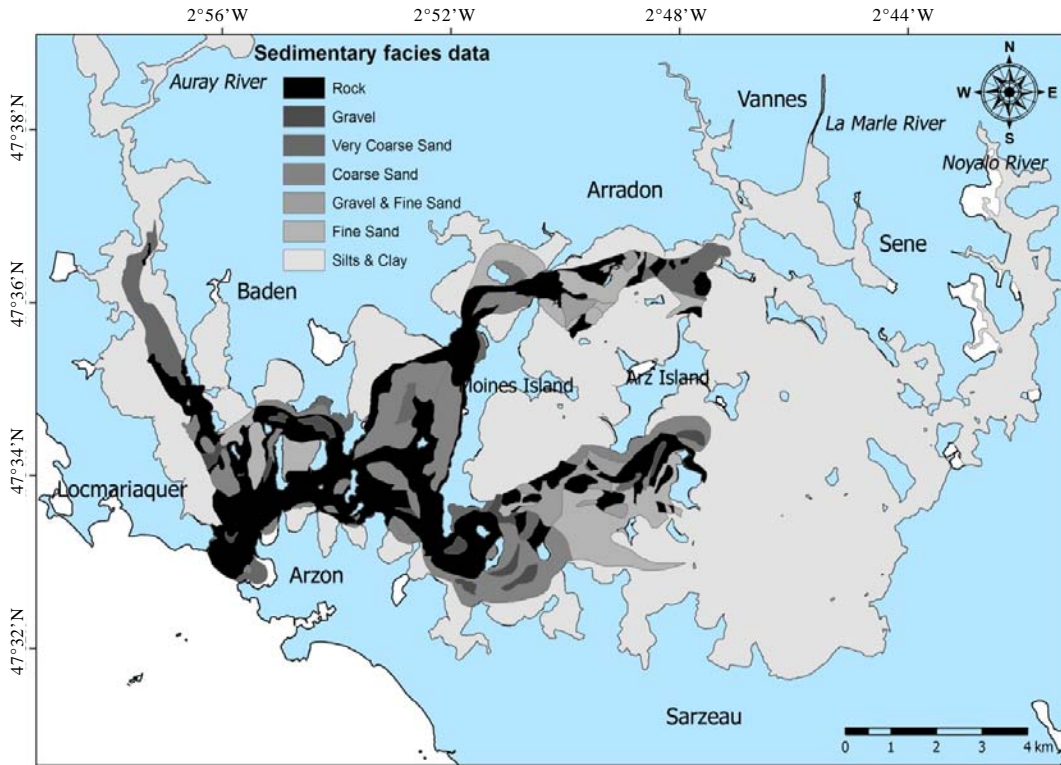 2°56’W 2°52’W 2°48’W 2°44’W
Sedimentary facies data
Rock
Gravel
Very Coarse Sand
Coarse Sand
Gravel & Fine Sand
Fine Sand
Silts & Clay
Auray River
Vannes
La Marle River
Noyalo River
N
W E
S
Arradon
Sene
Baden
Moines Island
Arz Island
Locmariaquer
Arzon
Sarzeau
47°38’N
47°36’N
47°34’N
47°32’N
0 1 2 3 4 km